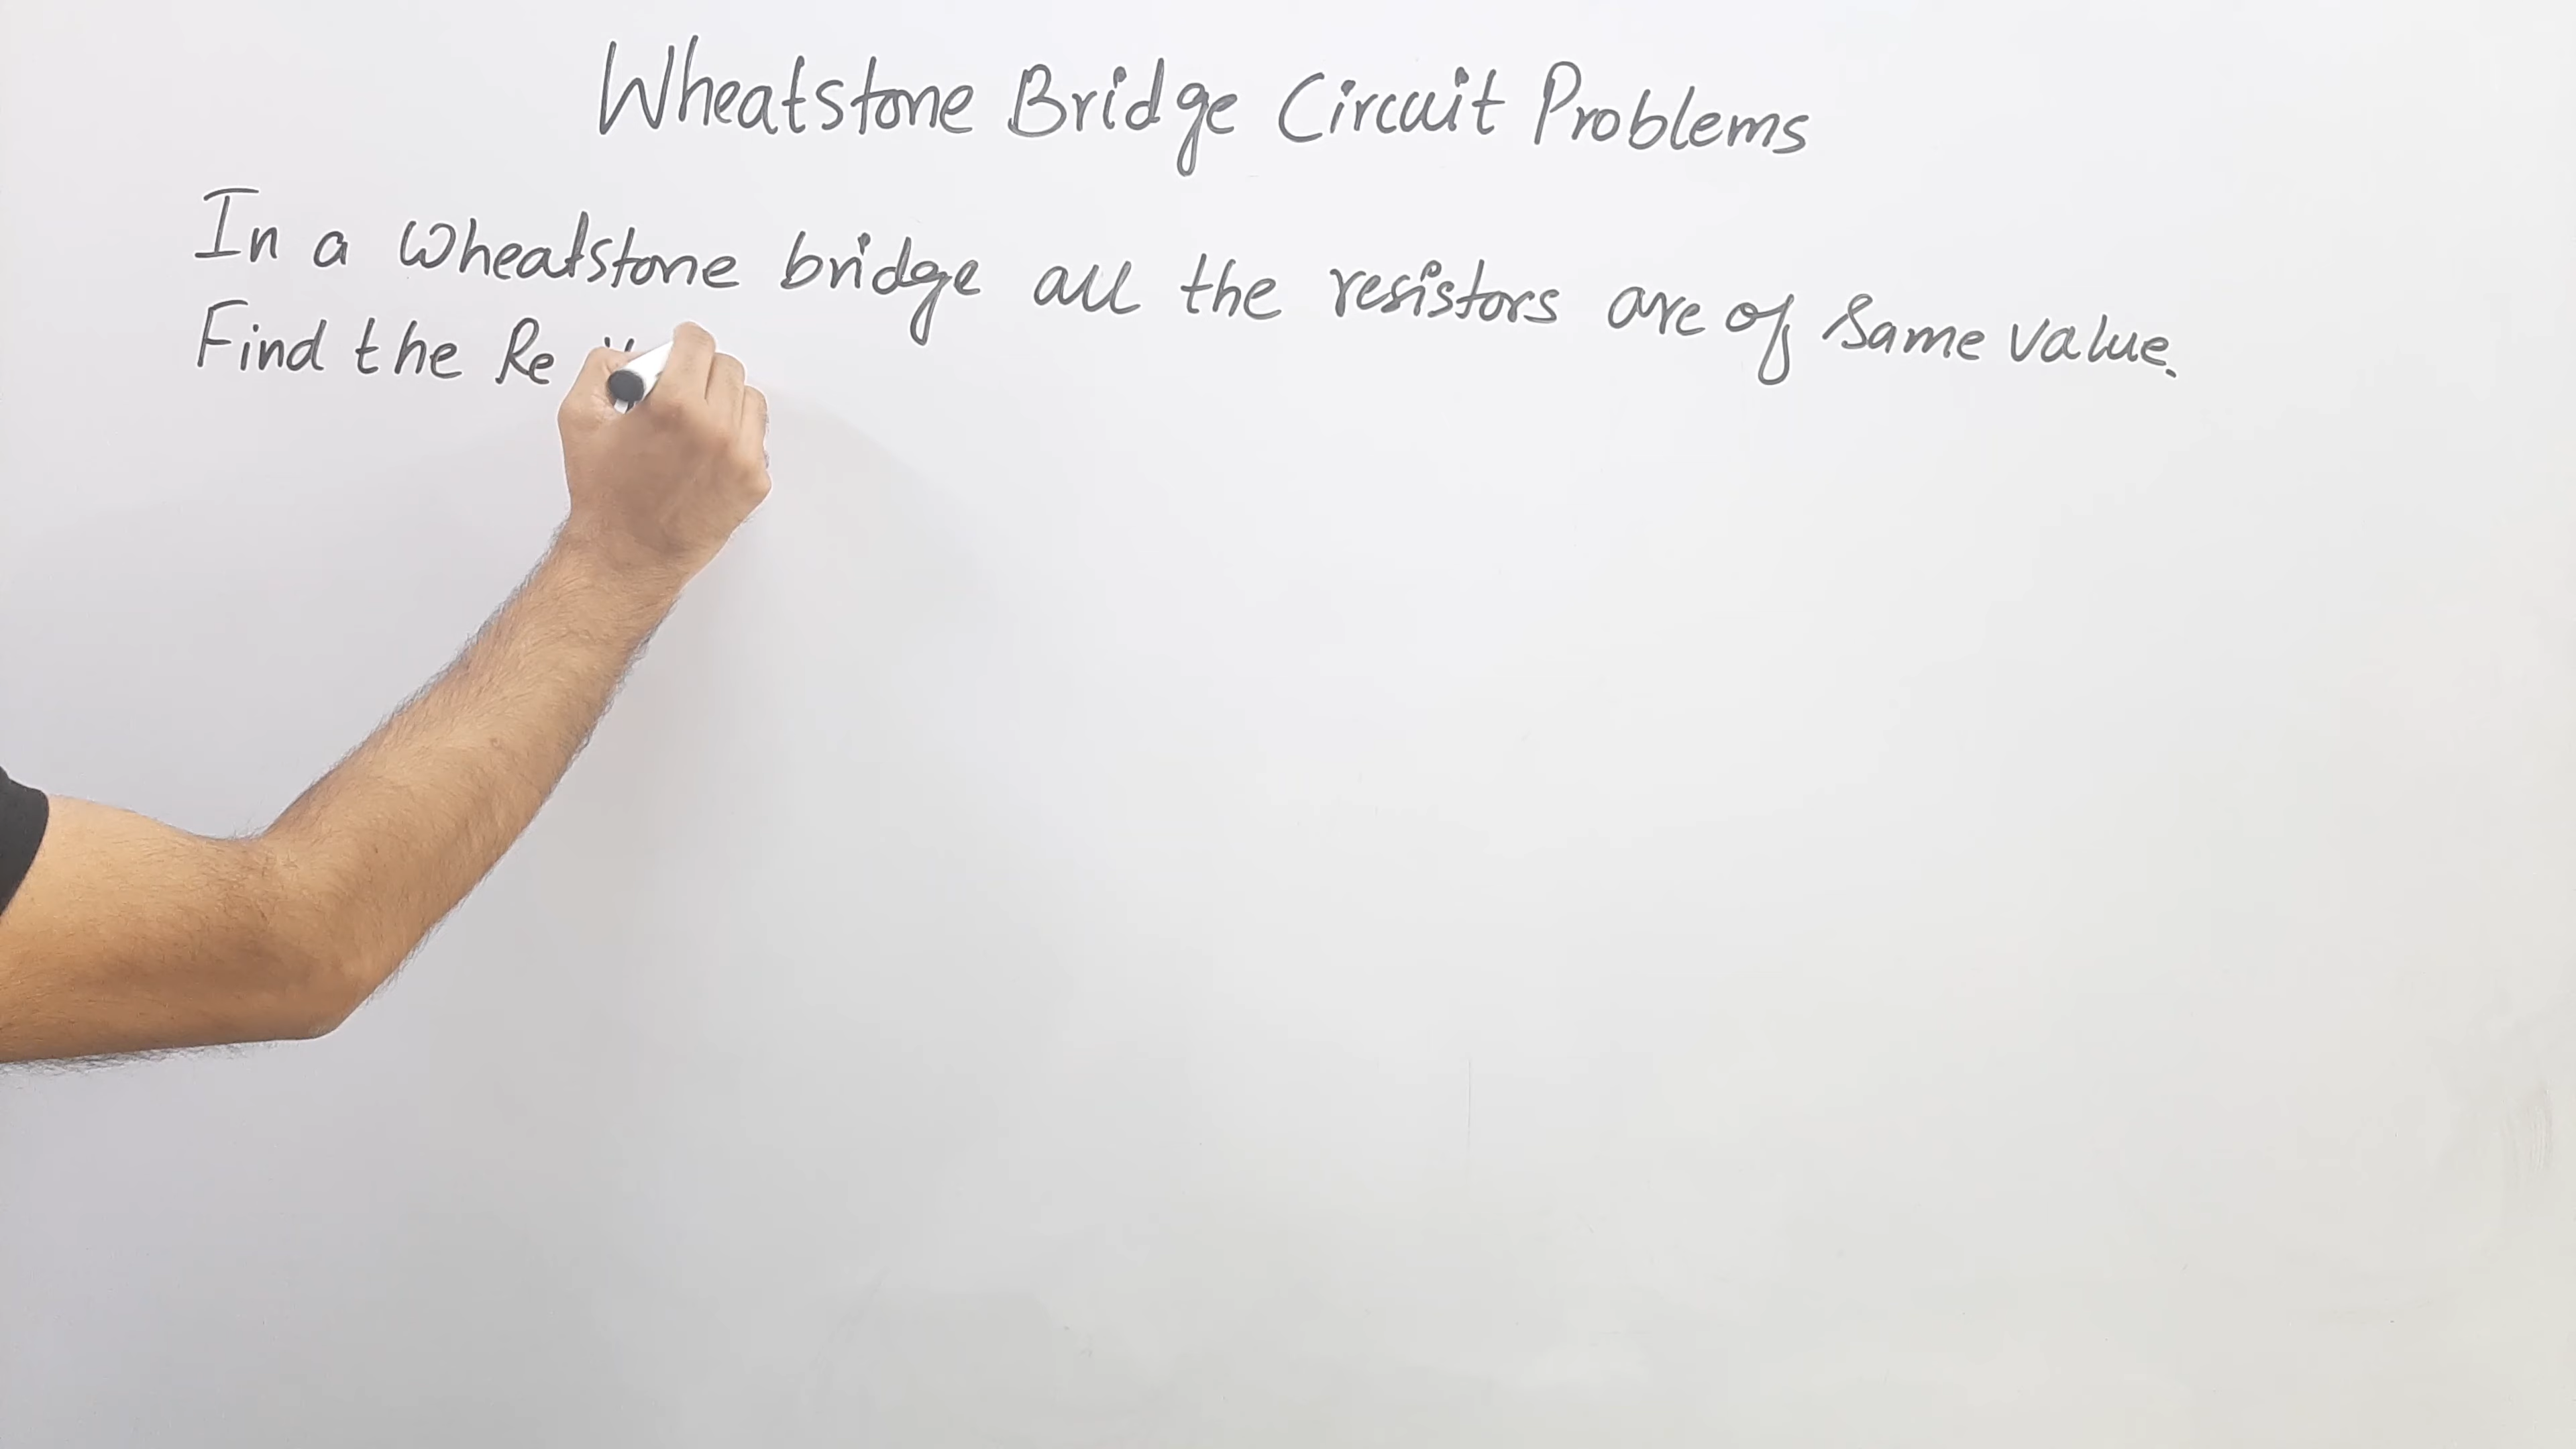 Wheatstone Bridge Circuit Problems
In a wheatstone bridge all the resistors are of same value.
Find the Re